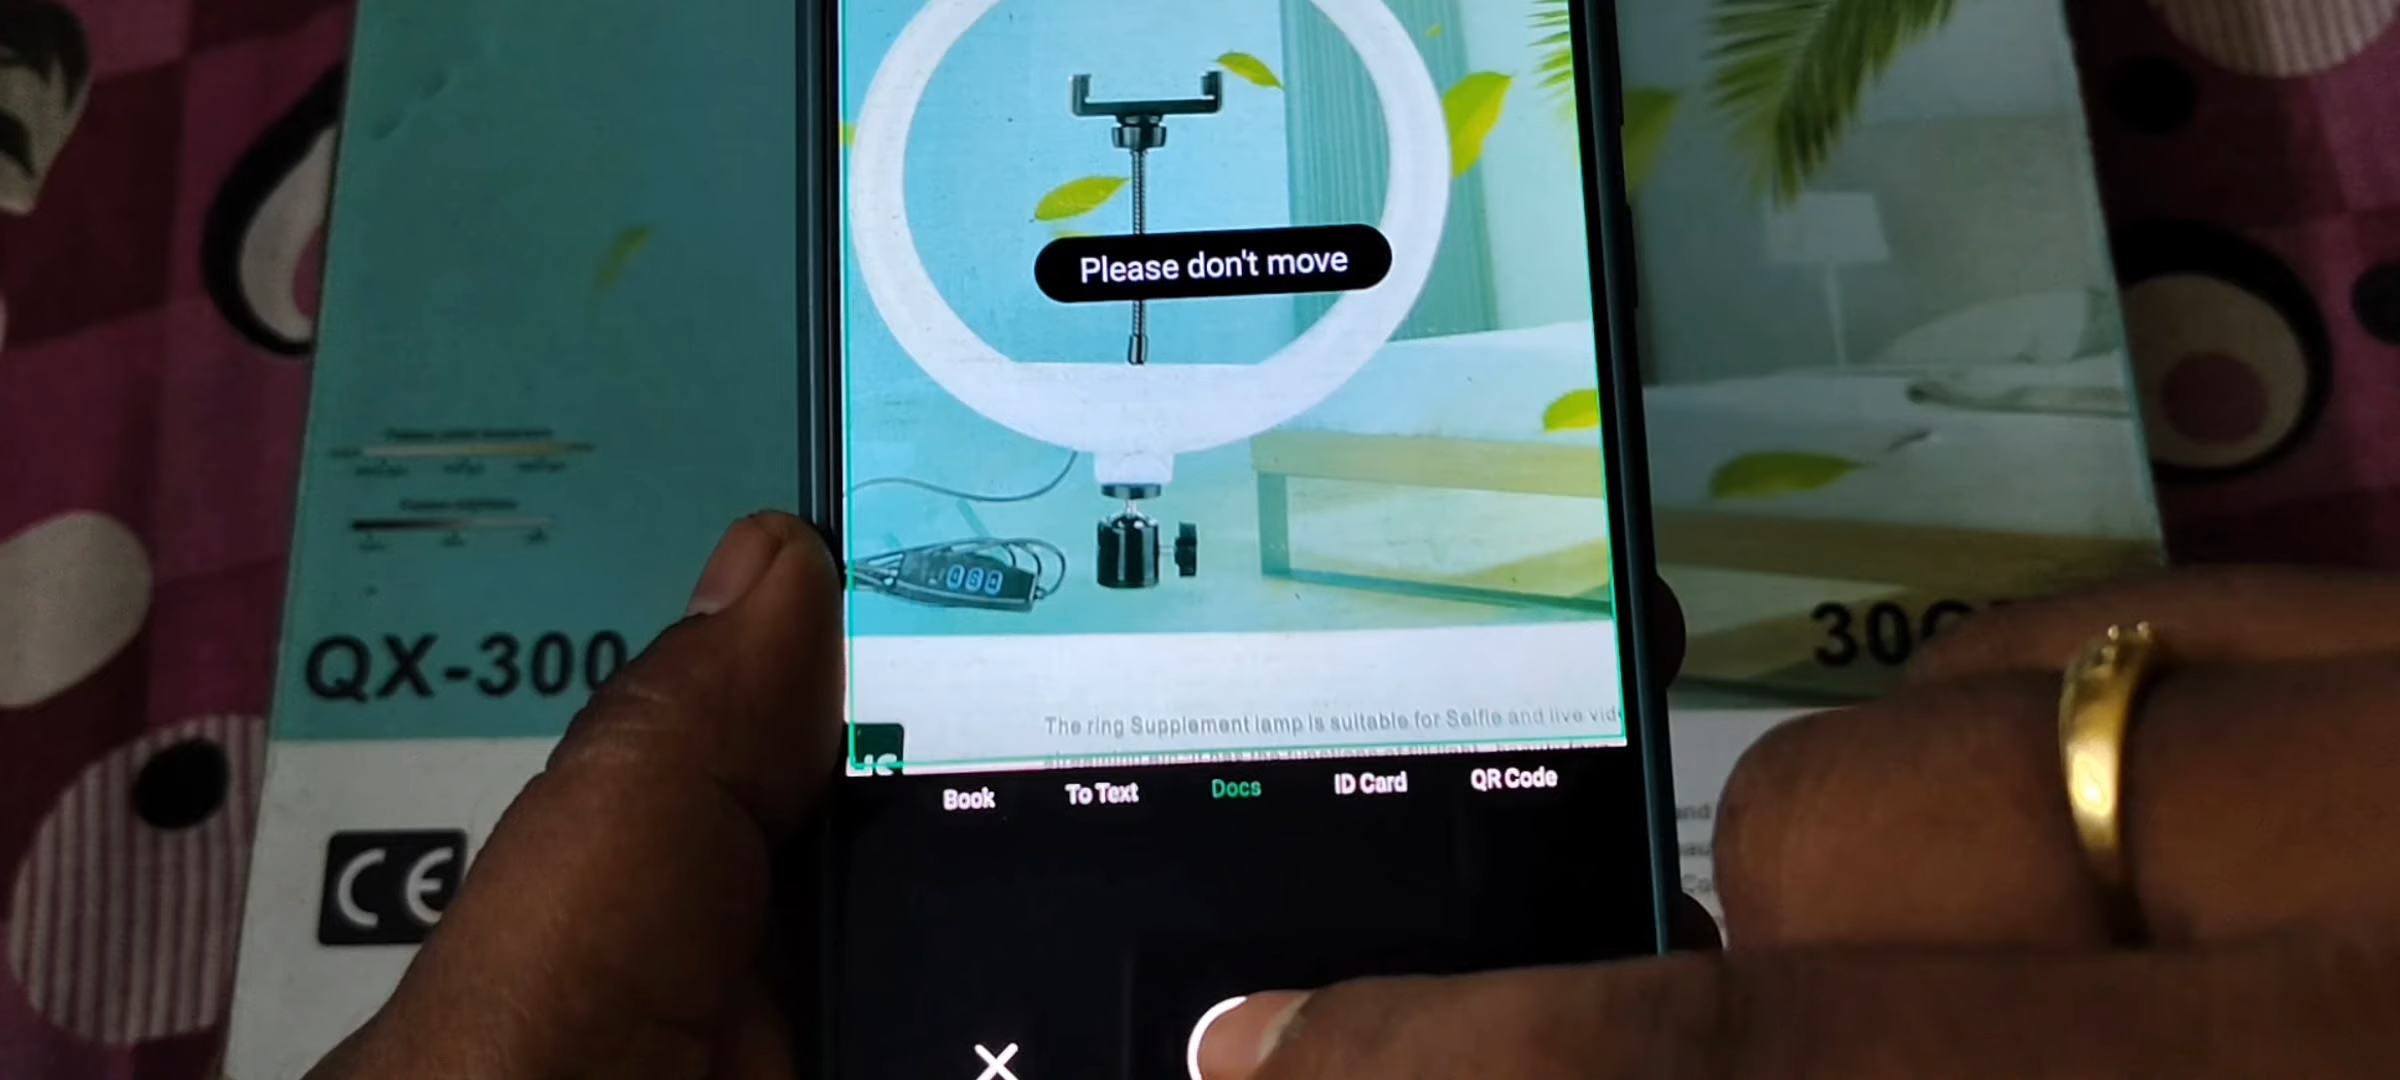 Please don't move
QX-300
30
The ring Supplement lamp is suitable for Selfie and live vid
Book To Text Docs ID Card QR Code
CE